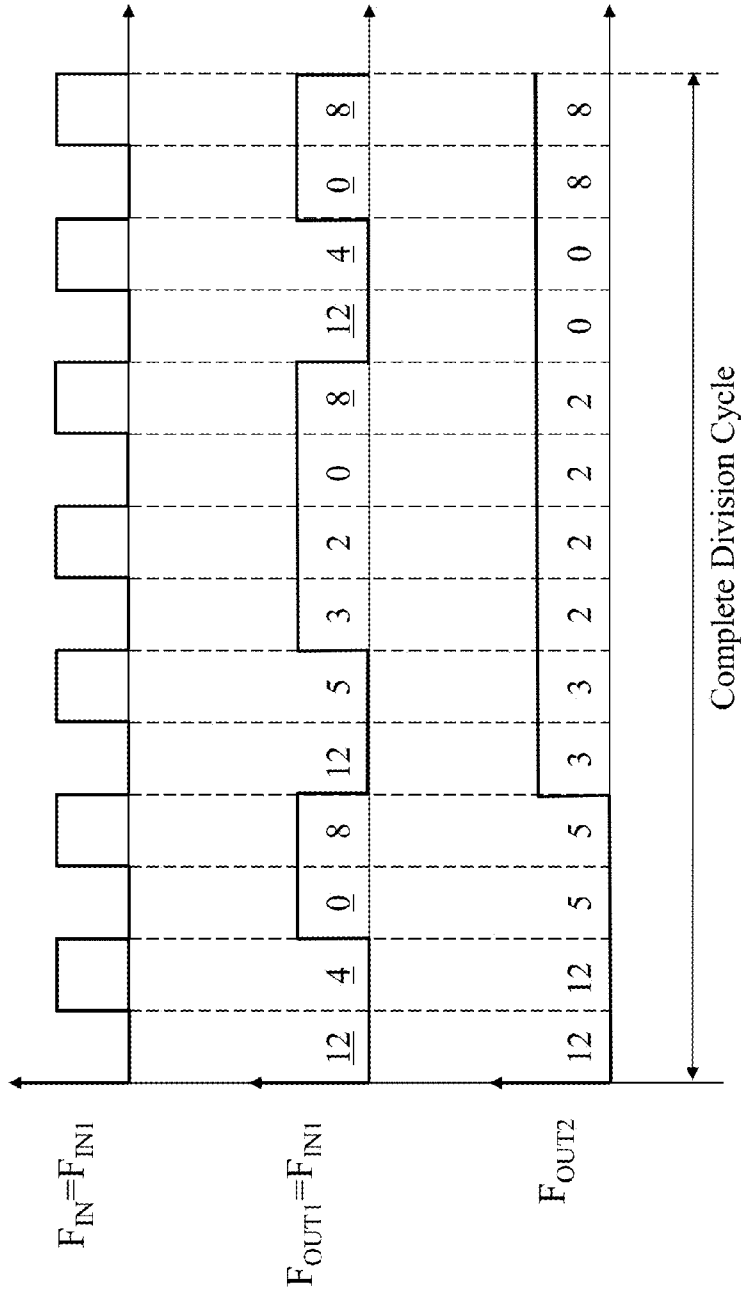 F_IN=F_IN1
F_OUT1=F_IN1 12 4 0 8 12 5 3 2 0 8 12 4 0 8
F_OUT2 12 12 5 5 3 3 2 2 2 2 0 0 8 8
Complete Division Cycle